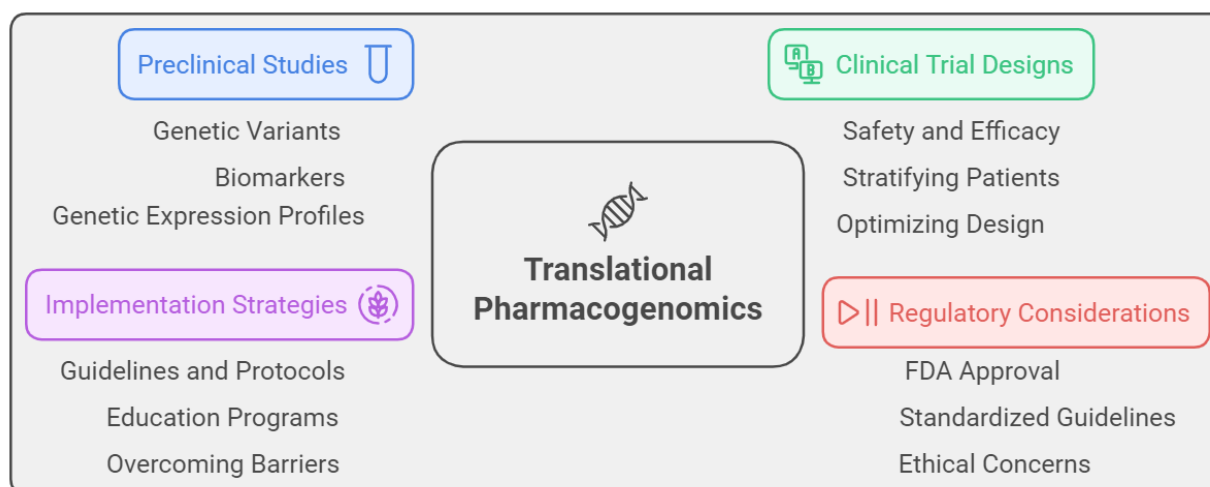 Preclinical Studies
Genetic Variants
Biomarkers
Genetic Expression Profiles
Implementation Strategies
Guidelines and Protocols
Education Programs
Overcoming Barriers
Translational
Pharmacogenomics
A
B
Clinical Trial Designs
Safety and Efficacy
Stratifying Patients
Optimizing Design
Regulatory Considerations
FDA Approval
Standardized Guidelines
Ethical Concerns